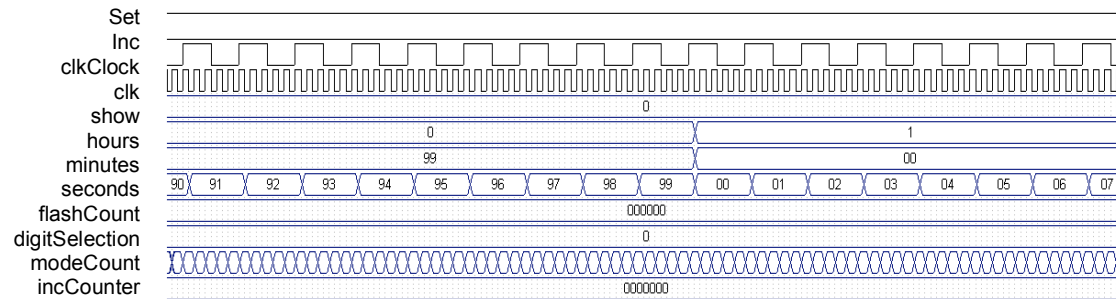 Set
Inc
clkClock
clk
show 0
hours 0 1
minutes 99 00
seconds 90 91 92 93 94 95 96 97 98 99 00 01 02 03 04 05 06 07
flashCount 000000
digitSelection 0
modeCount
incCounter 0000000